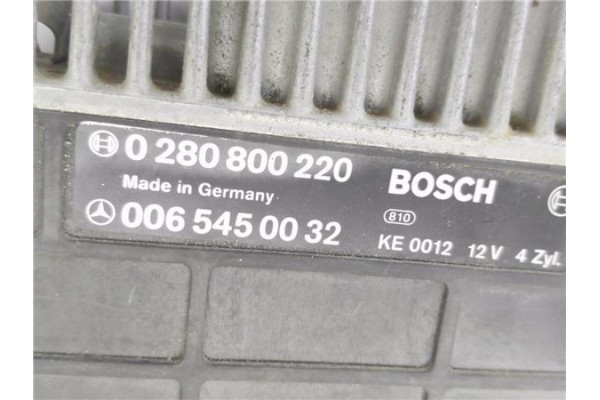 0 280 800 220
Made in Germany
006 545 00 32
BOSCH
810
KE 0012 12 V 4 Zyl.